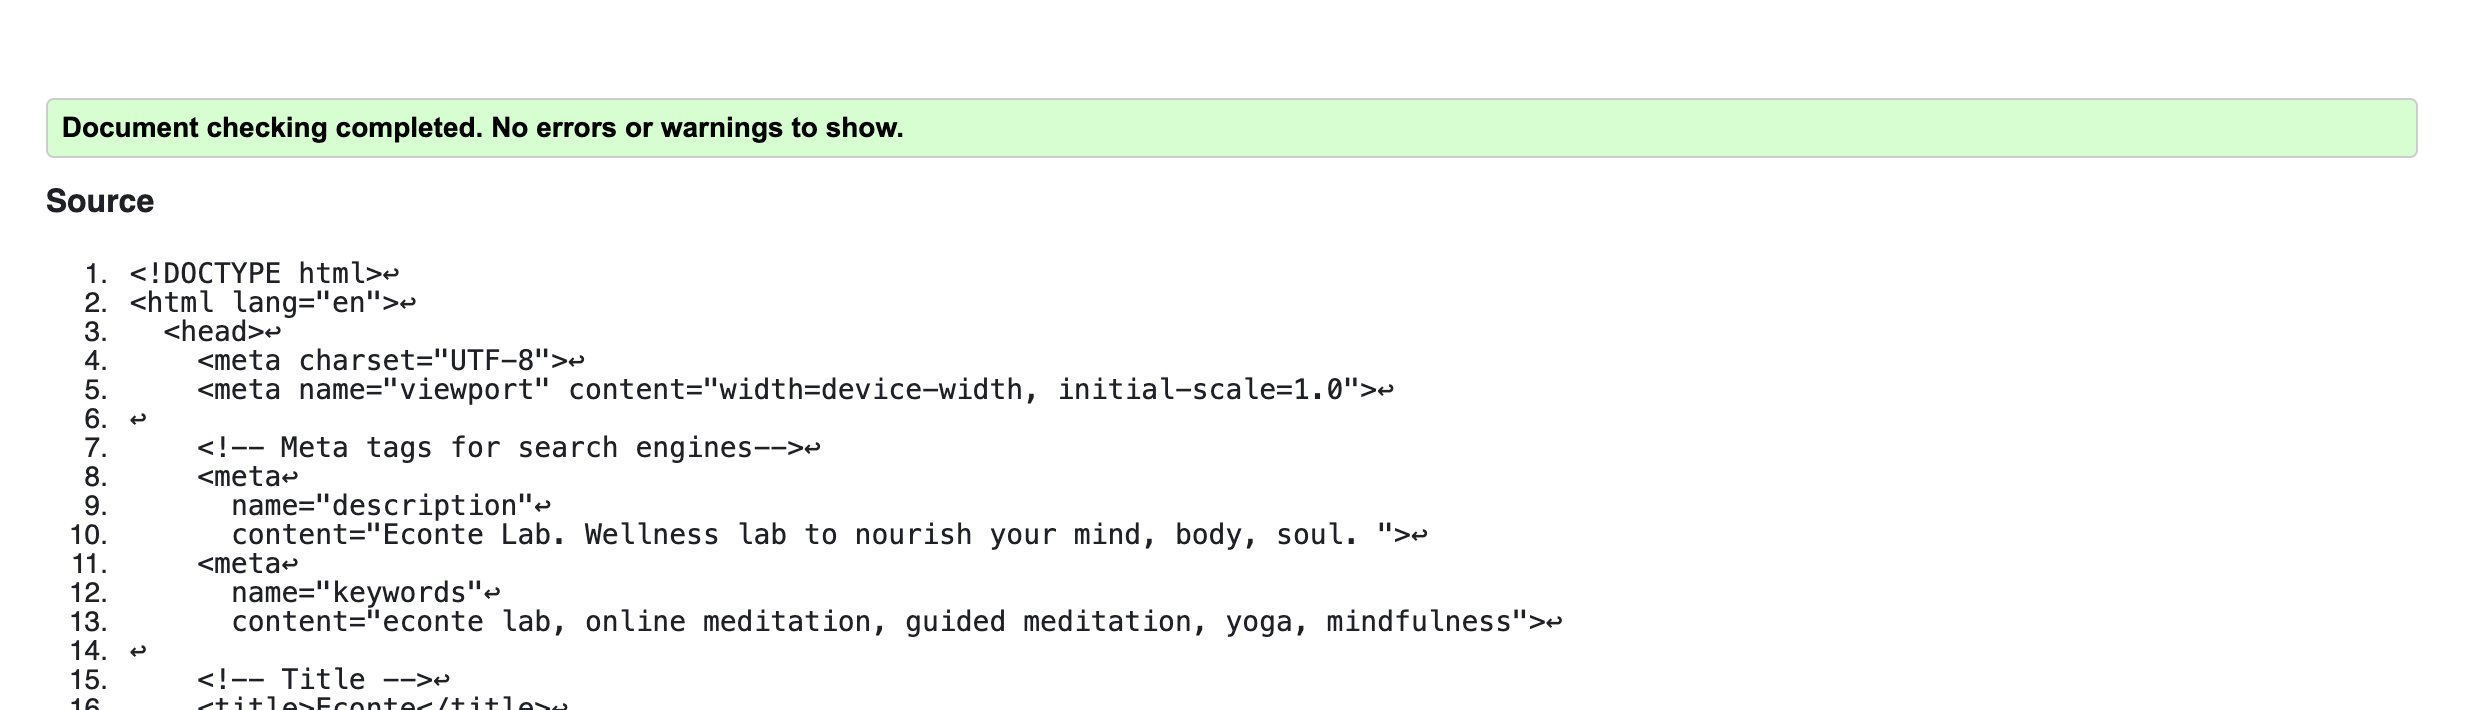 Document checking completed. No errors or warnings to show.
Source
1. <!DOCTYPE html>↩
2. <html lang="en">↩
3. <head>↩
4. <meta charset="UTF-8">↩
5. <meta name="viewport" content="width=device-width, initial-scale=1.0">↩
6. ↩
7. <!-- Meta tags for search engines-->↩
8. <meta↩
9. name="description"↩
10. content="Econte Lab. Wellness lab to nourish your mind, body, soul. ">↩
11. <meta↩
12. name="keywords"↩
13. content="econte lab, online meditation, guided meditation, yoga, mindfulness">↩
14. ↩
15. <!-- Title -->↩
16. <title>Econte</title>↩